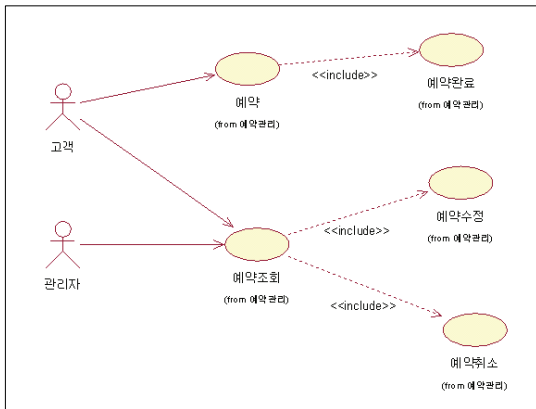 예약완료
(from 예약관리)
<<include>>
예약
(from 예약관리)
고객
예약수정
(from 예약관리)
<<include>>
관리자
예약조회
(from 예약관리)
<<include>>
예약취소
(from 예약관리)